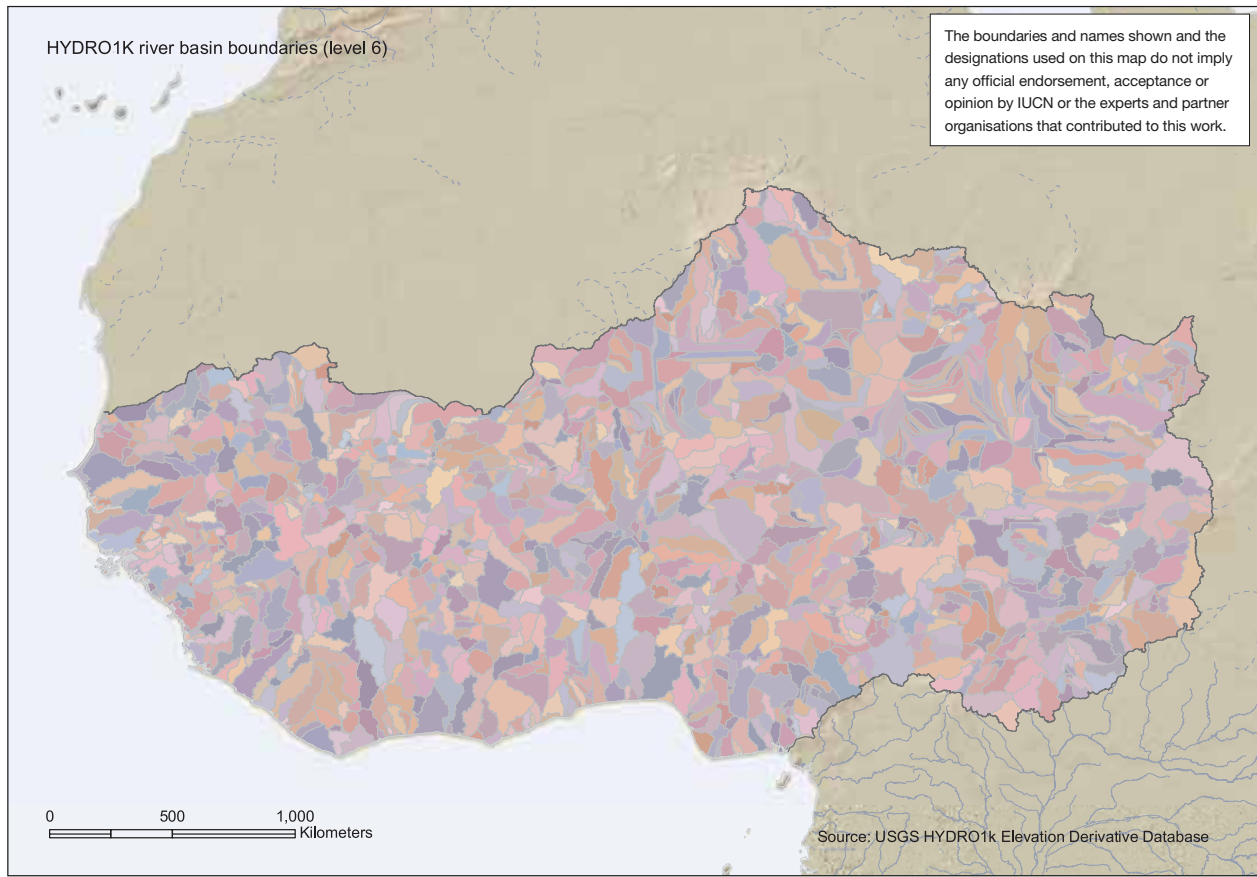 HYDRO1K river basin boundaries (level 6)
The boundaries and names shown and the
designations used on this map do not imply
any official endorsement, acceptance or
opinion by IUCN or the experts and partner
organisations that contributed to this work.
0 500 1,000
Kilometers
Source: USGS HYDRO1k Elevation Derivative Database